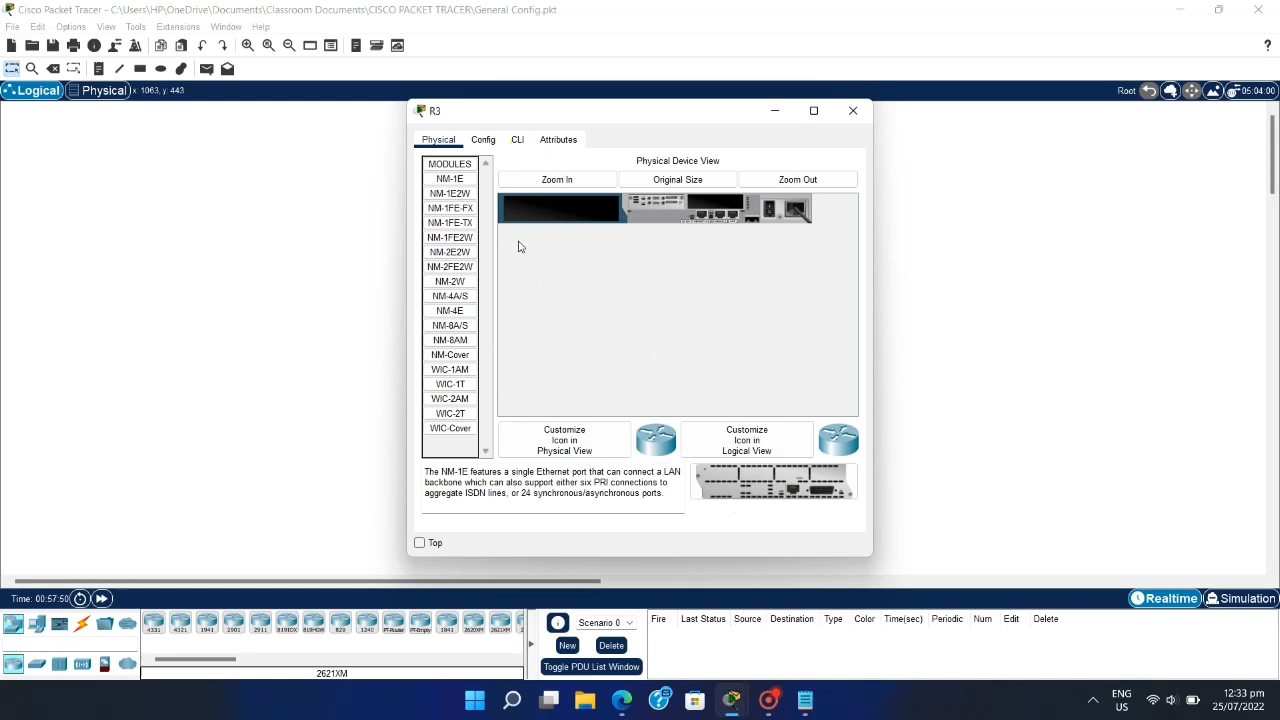 Cisco Packet Tracer - C:\Users\HP\OneDrive\Documents\Classroom Documents\CISCO PACKET TRACER\General Config.pkt
File Edit Options View Tools Extensions Window Help
?
Logical Physical x: 1063, y: 443 Root 05:04:00
R3
Physical Config CLI Attributes
MODULES
NM-1E
NM-1E2W
NM-1FE-FX
NM-1FE-TX
NM-1FE2W
NM-2E2W
NM-2FE2W
NM-2W
NM-4A/S
NM-4E
NM-8A/S
NM-8AM
NM-Cover
WIC-1AM
WIC-1T
WIC-2AM
WIC-2T
WIC-Cover
Physical Device View
Zoom In Original Size Zoom Out
Customize
Icon in
Physical View
Customize
Icon in
Logical View
The NM-1E features a single Ethernet port that can connect a LAN
backbone which can also support either six PRI connections to
aggregate ISDN lines, or 24 synchronous/asynchronous ports.
Top
Time: 00:57:50 Realtime Simulation
4331 4321 1941 2901 2911 819IOX 819HGW 829 1240 PT-Router PT-Empty 1841 2620XM 2621XM
2621XM
Scenario 0
New Delete
Toggle PDU List Window
Fire Last Status Source Destination Type Color Time(sec) Periodic Num Edit Delete
ENG
US
12:33 pm
25/07/2022